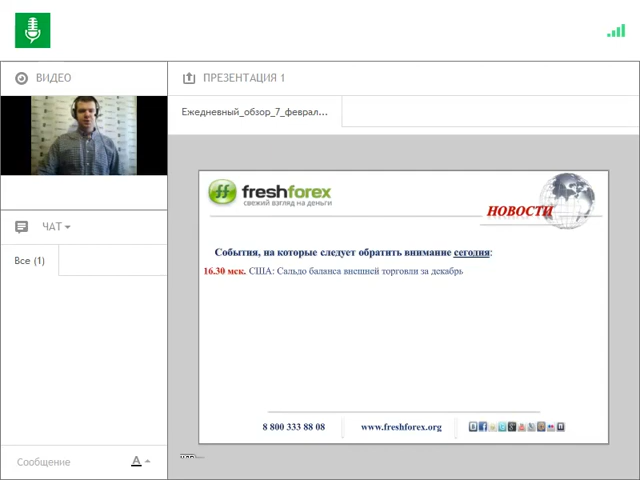 ВИДЕО
ПРЕЗЕНТАЦИЯ 1
Ежедневный_обзор_7_феврал...
freshforex
свежий взгляд на деньги
НОВОСТИ
ЧАТ
Все (1)
События, на которые следует обратить внимание сегодня:
16.30 мск. США: Сальдо баланса внешней торговли за декабрь
8 800 333 88 08
www.freshforex.org
Сообщение
A